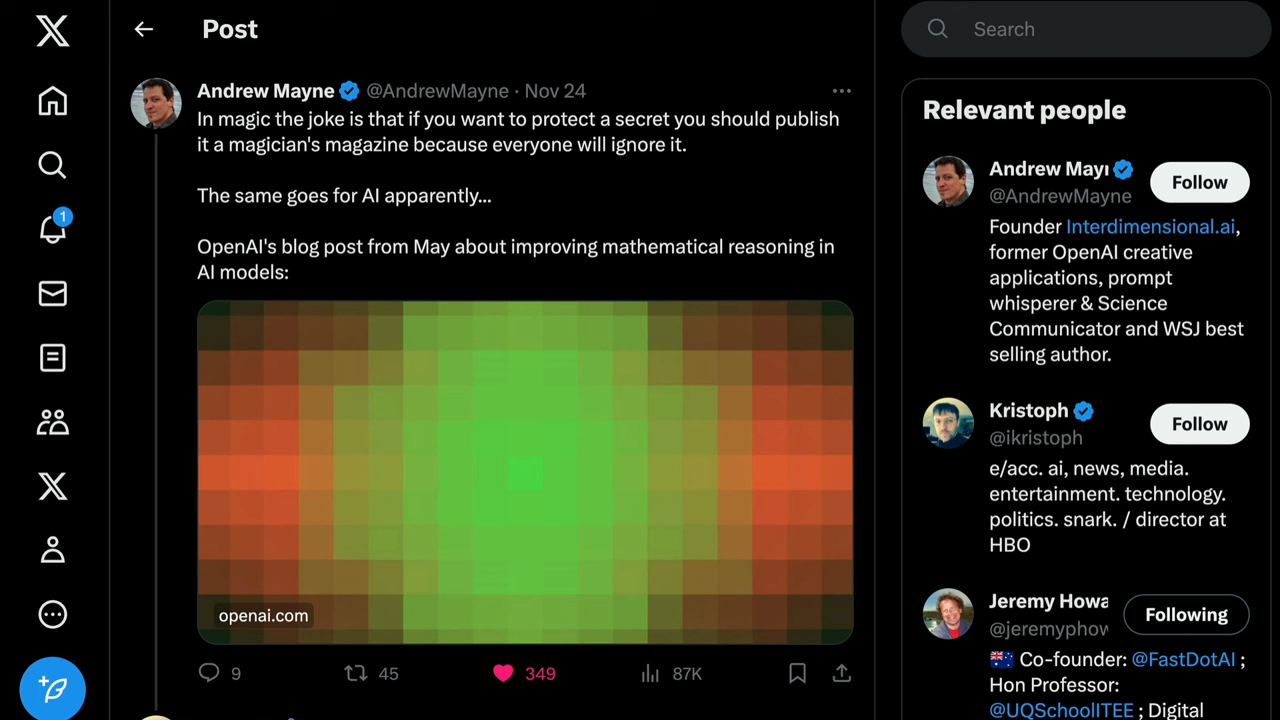 Post
Search
Andrew Mayne @AndrewMayne · Nov 24
In magic the joke is that if you want to protect a secret you should publish
it a magician's magazine because everyone will ignore it.
The same goes for AI apparently...
OpenAI's blog post from May about improving mathematical reasoning in
AI models:
openai.com
9 45 349 87K
1
Relevant people
Andrew May
@AndrewMayne
Follow
Founder Interdimensional.ai,
former OpenAI creative
applications, prompt
whisperer & Science
Communicator and WSJ best
selling author.
Kristoph
@ikristoph
Follow
e/acc. ai, news, media.
entertainment. technology.
politics. snark. / director at
HBO
Jeremy Howa
@jeremyphow
Following
Co-founder: @FastDotAI ;
Hon Professor:
@UQSchoolITEE ; Digital